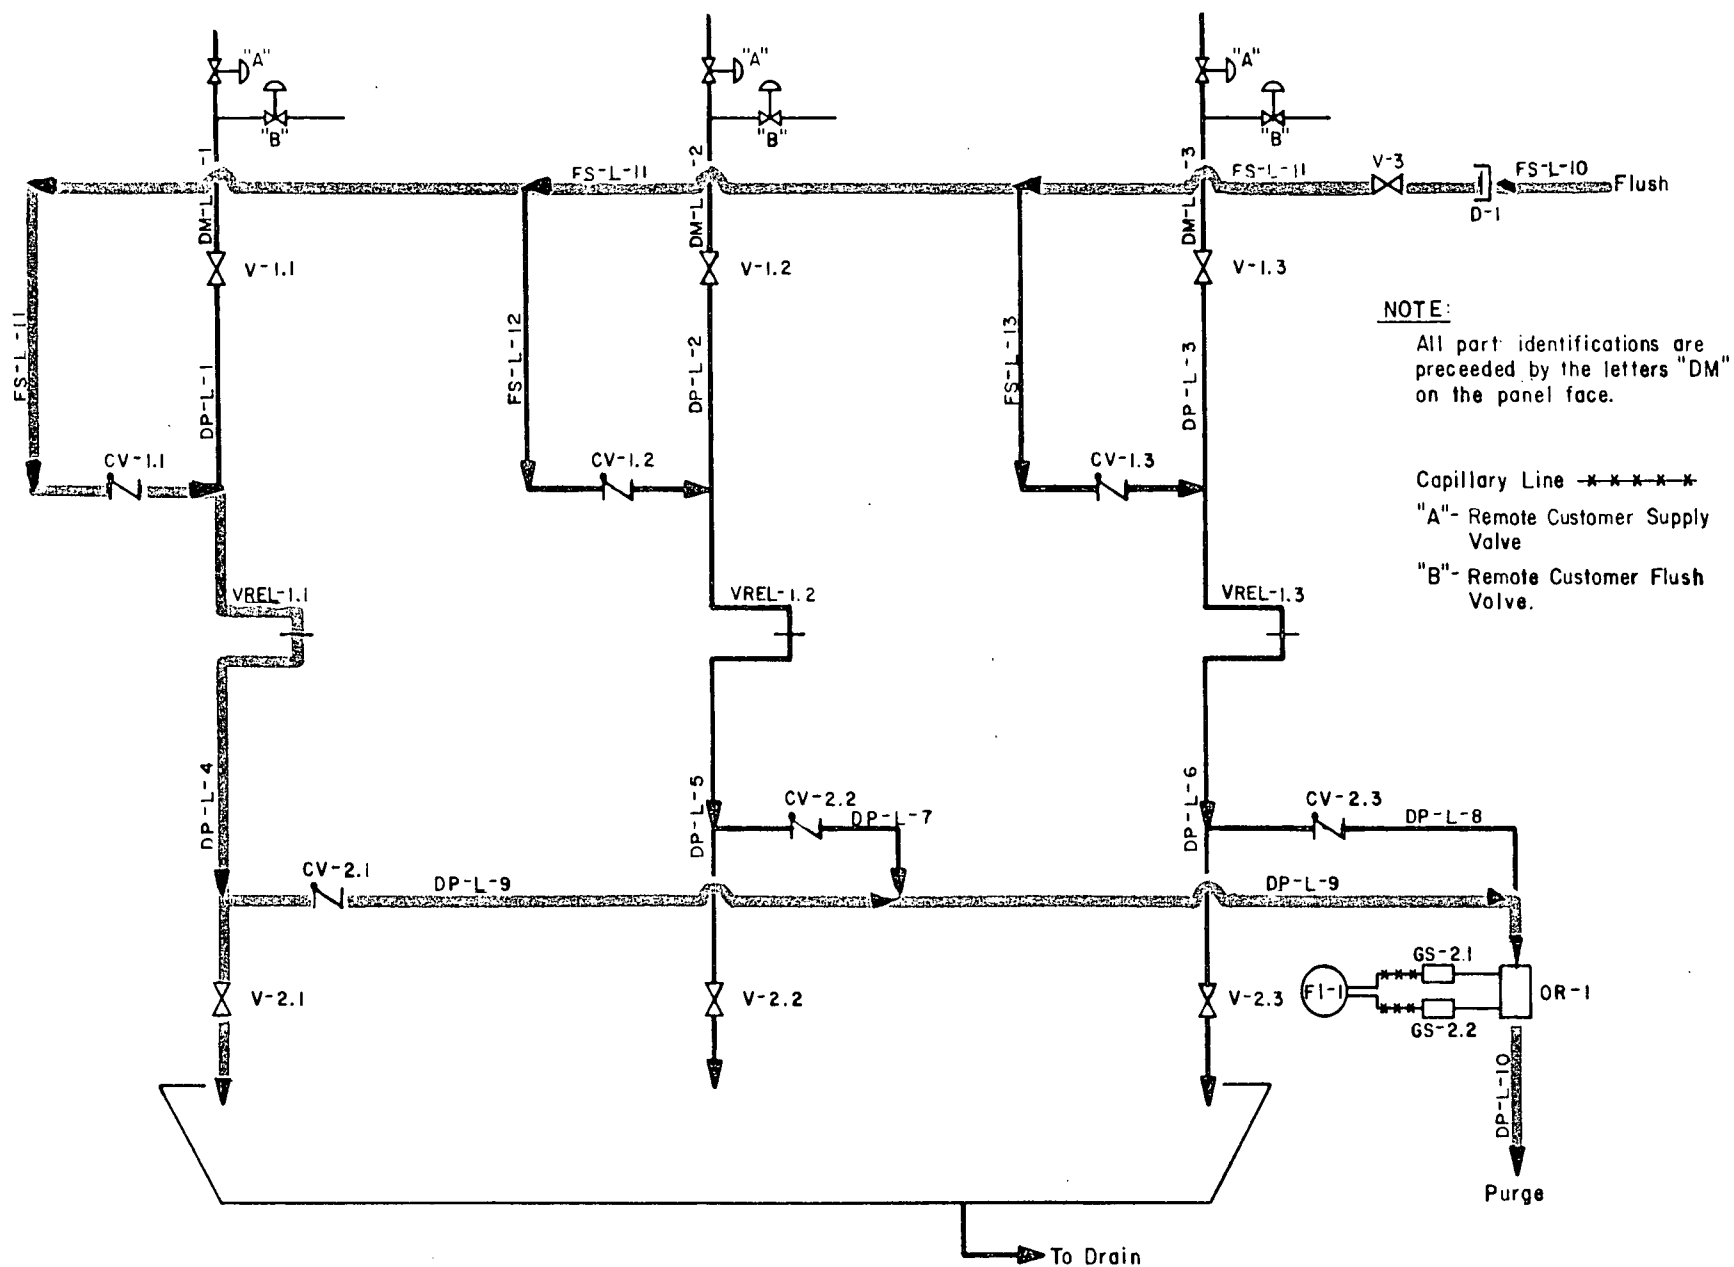 "A"
"A"
"A"
"B"
"B"
"B"
DM-L-1
FS-L-11
DM-L-2
DM-L-3
FS-L-11
V-3
FS-L-10
Flush
D-1
V-1.1
V-1.2
V-1.3
FS-L-11
DP-L-1
FS-L-12
DP-L-2
FS-L-13
DP-L-3
NOTE:
All part identifications are
preceeded by the letters "DM"
on the panel face.
CV-1.1
CV-1.2
CV-1.3
Capillary Line
"A"- Remote Customer Supply
Valve
"B"- Remote Customer Flush
Valve.
VREL-1.1
VREL-1.2
VREL-1.3
DP-L-4
DP-L-5
CV-2.2
DP-L-7
DP-L-6
CV-2.3
DP-L-8
CV-2.1
DP-L-9
DP-L-9
V-2.1
V-2.2
V-2.3
FI-1
GS-2.1
GS-2.2
OR-1
DP-L-10
Purge
To Drain